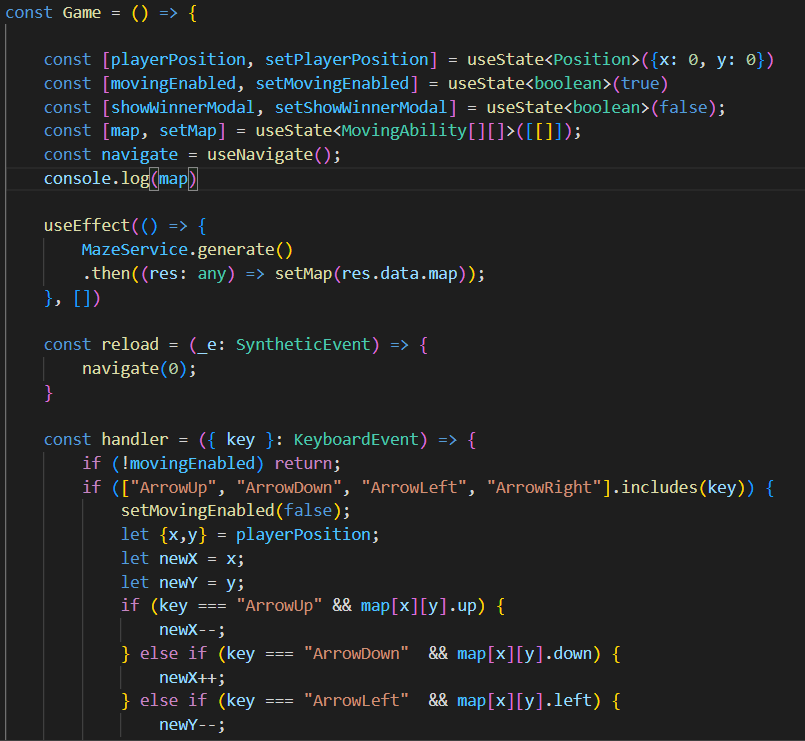 const Game = () => {
const [playerPosition, setPlayerPosition] = useState<Position>({x: 0, y: 0})
const [movingEnabled, setMovingEnabled] = useState<boolean>(true)
const [showWinnerModal, setShowWinnerModal] = useState<boolean>(false);
const [map, setMap] = useState<MovingAbility[][]>([[]]);
const navigate = useNavigate();
console.log(map)
useEffect(() => {
MazeService.generate()
.then((res: any) => setMap(res.data.map));
}, [])
const reload = (_e: SyntheticEvent) => {
navigate(0);
}
const handler = ({ key }: KeyboardEvent) => {
if (!movingEnabled) return;
if (["ArrowUp", "ArrowDown", "ArrowLeft", "ArrowRight"].includes(key)) {
setMovingEnabled(false);
let {x,y} = playerPosition;
let newX = x;
let newY = y;
if (key === "ArrowUp" && map[x][y].up) {
newX--;
} else if (key === "ArrowDown"  && map[x][y].down) {
newX++;
} else if (key === "ArrowLeft"  && map[x][y].left) {
newY--;